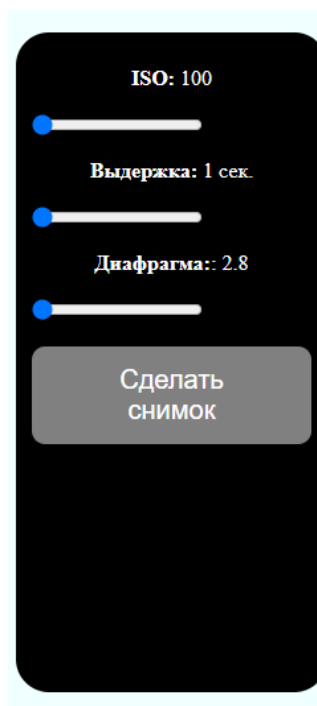 ISO: 100
Выдержка: 1 сек.
Диафрагма:: 2.8
Сделать
снимок